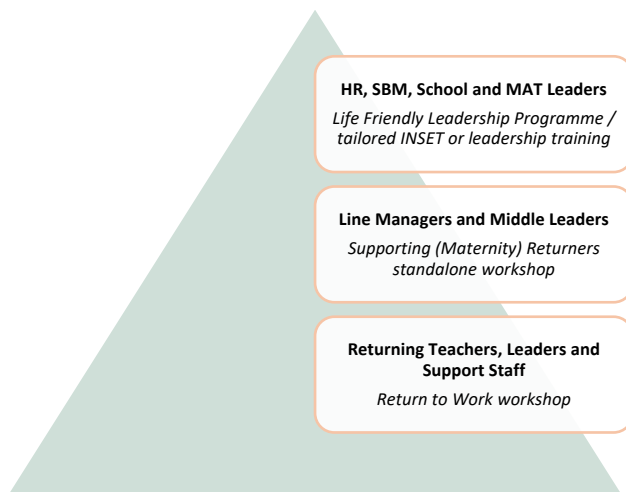 HR, SBM, School and MAT Leaders
Life Friendly Leadership Programme /
tailored INSET or leadership training
Line Managers and Middle Leaders
Supporting (Maternity) Returners
standalone workshop
Returning Teachers, Leaders and
Support Staff
Return to Work workshop